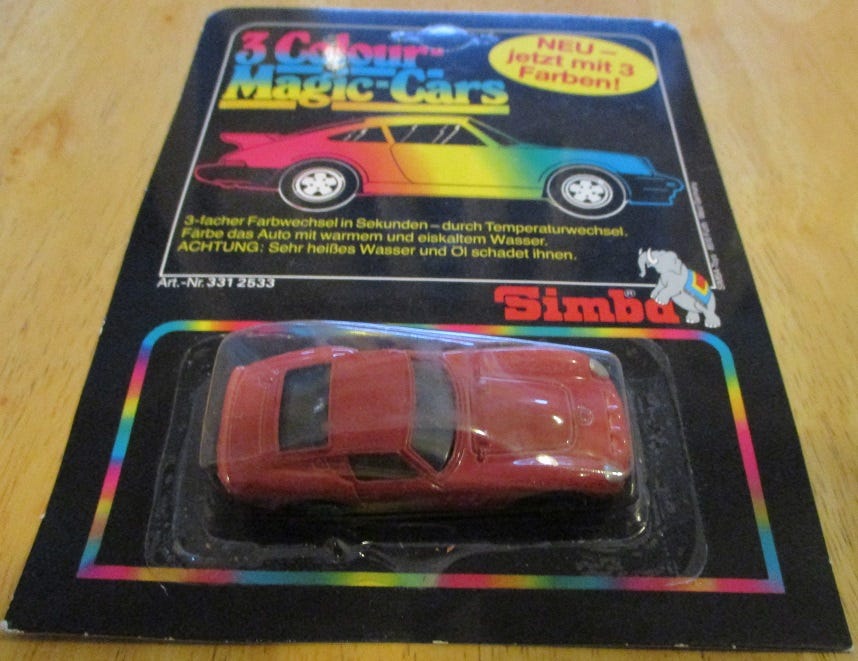 3 Colour™
Magic-Cars
NEU –
jetzt mit 3
Farben!
3-facher Farbwechsel in Sekunden – durch Temperaturwechsel.
Färbe das Auto mit warmem und eiskaltem Wasser.
ACHTUNG: Sehr heißes Wasser und Öl schadet ihnen.
Art.-Nr. 331 2533
Simba®